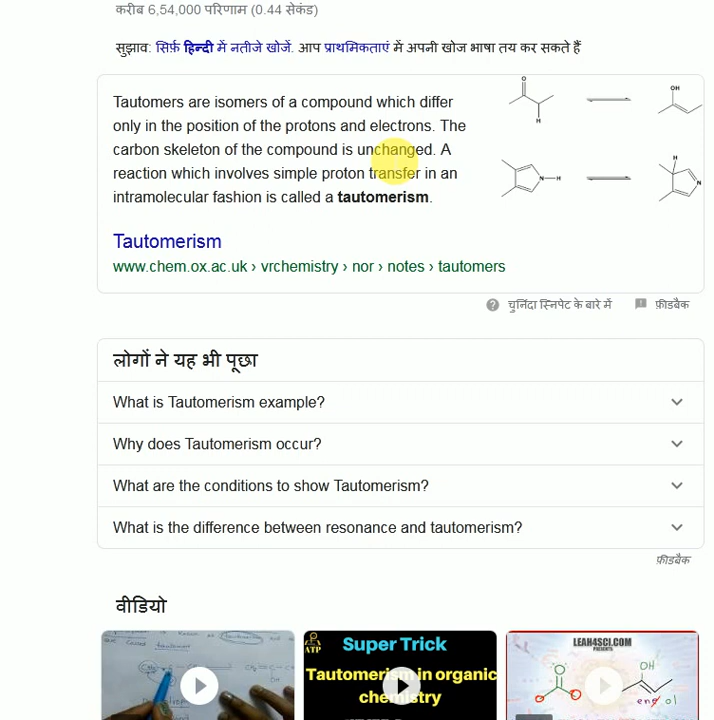 करीब 6,54,000 परिणाम (0.44 सेकंड)
सुझाव: सिर्फ़ हिन्दी में नतीजे खोजें. आप प्राथमिकताएं में अपनी खोज भाषा तय कर सकते हैं
Tautomers are isomers of a compound which differ
only in the position of the protons and electrons. The
carbon skeleton of the compound is unchanged. A
reaction which involves simple proton transfer in an
intramolecular fashion is called a tautomerism.
O
H
OH
N
H
H
N
Tautomerism
www.chem.ox.ac.uk › vrchemistry › nor › notes › tautomers
चुनिंदा स्निपेट के बारे में
फ़ीडबैक
लोगों ने यह भी पूछा
What is Tautomerism example?
Why does Tautomerism occur?
What are the conditions to show Tautomerism?
What is the difference between resonance and tautomerism?
फ़ीडबैक
वीडियो
ATP
Super Trick
Tautomerism in organic
chemistry
LEAH4SCI.COM
PRESENTS
OH
enol